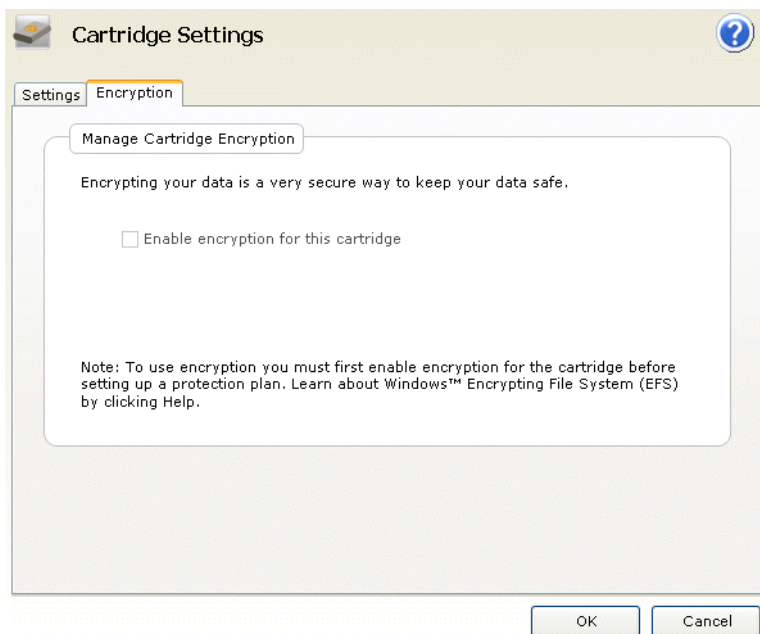 Cartridge Settings
?
Settings
Encryption
Manage Cartridge Encryption
Encrypting your data is a very secure way to keep your data safe.
Enable encryption for this cartridge
Note: To use encryption you must first enable encryption for the cartridge before
setting up a protection plan. Learn about Windows™ Encrypting File System (EFS)
by clicking Help.
OK
Cancel